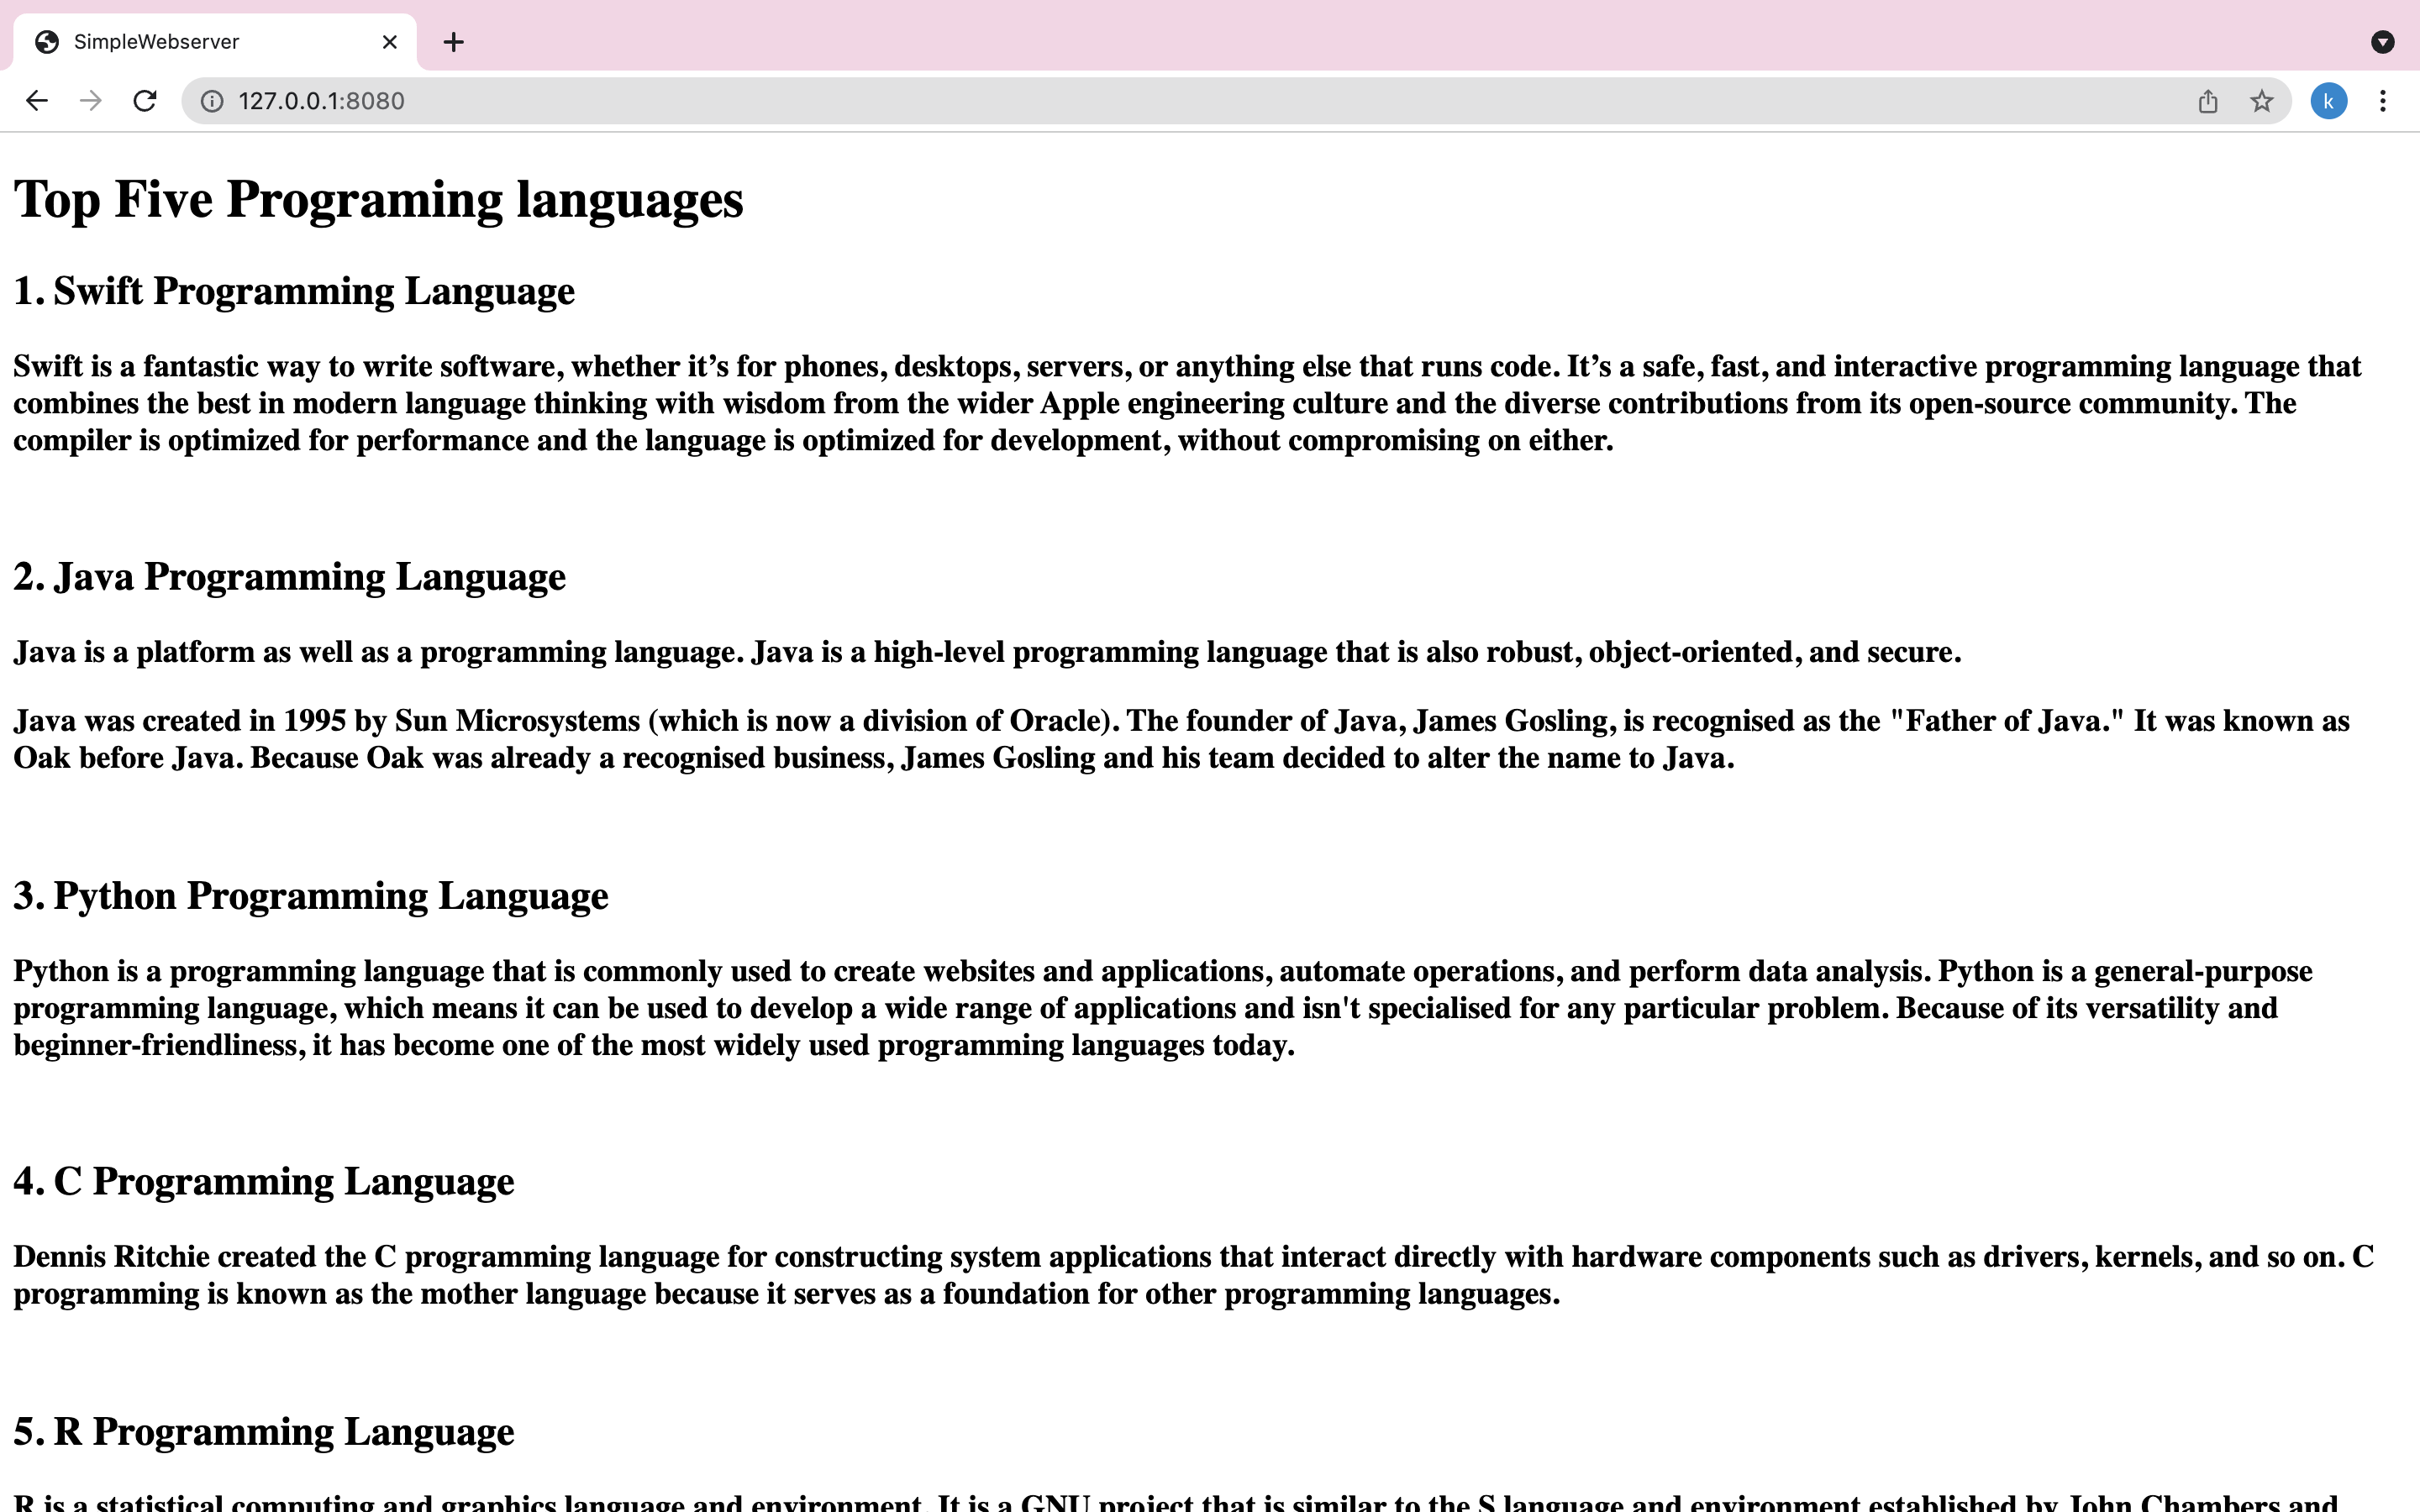 SimpleWebserver
127.0.0.1:8080
k
Top Five Programing languages
1. Swift Programming Language
Swift is a fantastic way to write software, whether it’s for phones, desktops, servers, or anything else that runs code. It’s a safe, fast, and interactive programming language that
combines the best in modern language thinking with wisdom from the wider Apple engineering culture and the diverse contributions from its open-source community. The
compiler is optimized for performance and the language is optimized for development, without compromising on either.
2. Java Programming Language
Java is a platform as well as a programming language. Java is a high-level programming language that is also robust, object-oriented, and secure.
Java was created in 1995 by Sun Microsystems (which is now a division of Oracle). The founder of Java, James Gosling, is recognised as the "Father of Java." It was known as
Oak before Java. Because Oak was already a recognised business, James Gosling and his team decided to alter the name to Java.
3. Python Programming Language
Python is a programming language that is commonly used to create websites and applications, automate operations, and perform data analysis. Python is a general-purpose
programming language, which means it can be used to develop a wide range of applications and isn't specialised for any particular problem. Because of its versatility and
beginner-friendliness, it has become one of the most widely used programming languages today.
4. C Programming Language
Dennis Ritchie created the C programming language for constructing system applications that interact directly with hardware components such as drivers, kernels, and so on. C
programming is known as the mother language because it serves as a foundation for other programming languages.
5. R Programming Language
R is a statistical computing and graphics language and environment. It is a GNU project that is similar to the S language and environment established by John Chambers and